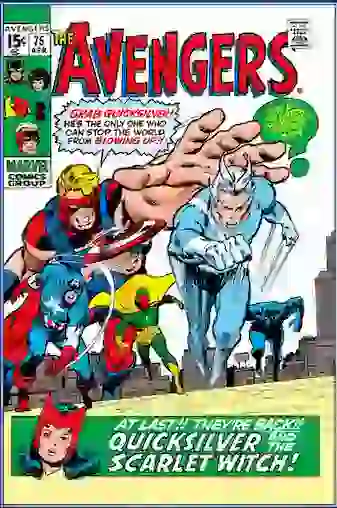 AVENGERS
15¢ 75
APR.
THE
AVENGERS
GRAB QUICKSILVER!
HE'S THE ONLY ONE WHO
CAN STOP THE WORLD
FROM BLOWING UP!!
MARVEL
COMICS
GROUP
AT LAST!! THEY'RE BACK!!
QUICKSILVER AND THE
SCARLET WITCH!